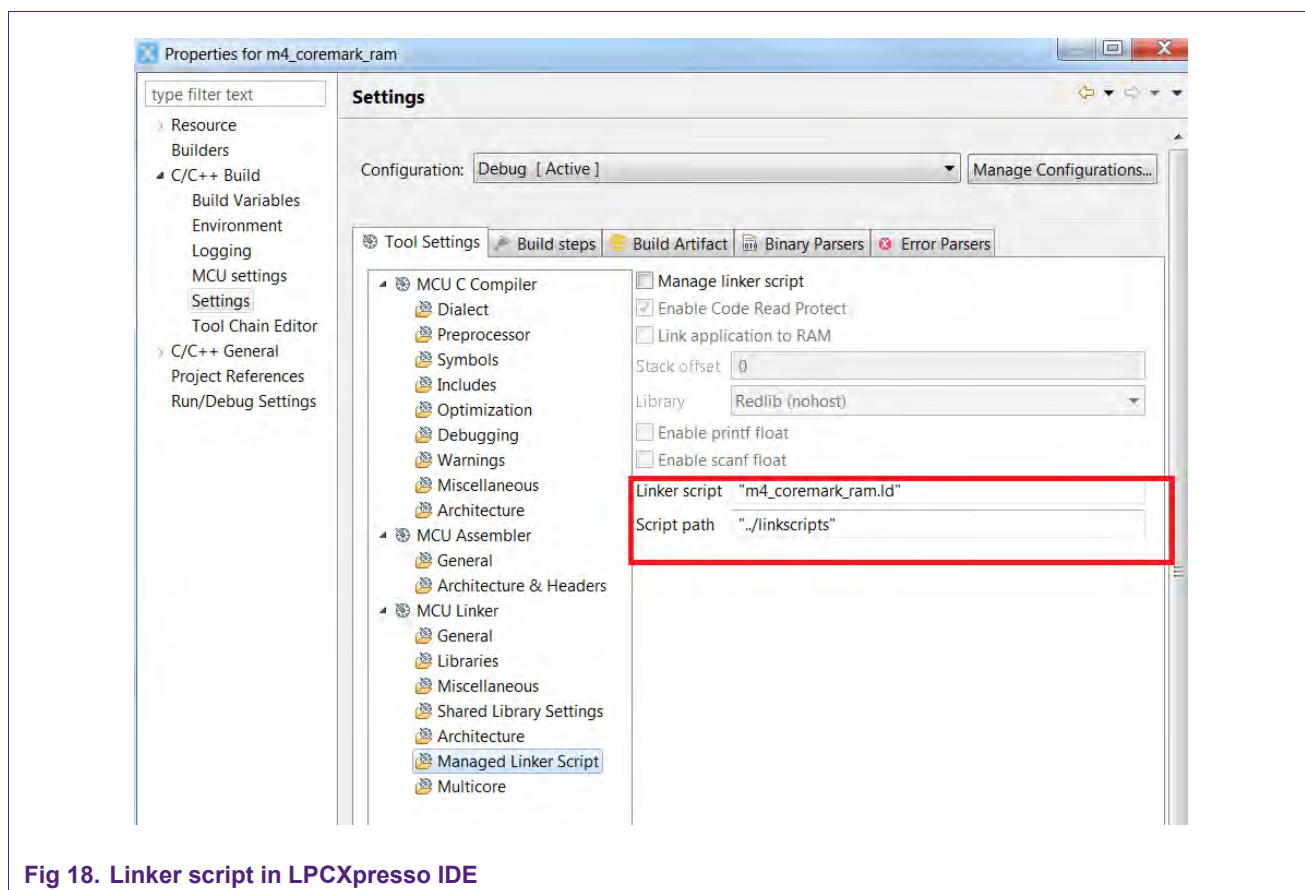 Properties for m4_coremark_ram
X
type filter text
Settings
Resource
Builders
C/C++ Build
Build Variables
Environment
Logging
MCU settings
Settings
Tool Chain Editor
C/C++ General
Project References
Run/Debug Settings
Configuration: Debug [ Active ]
Manage Configurations...
Tool Settings
Build steps
Build Artifact
Binary Parsers
Error Parsers
MCU C Compiler
Dialect
Preprocessor
Symbols
Includes
Optimization
Debugging
Warnings
Miscellaneous
Architecture
MCU Assembler
General
Architecture & Headers
MCU Linker
General
Libraries
Miscellaneous
Shared Library Settings
Architecture
Managed Linker Script
Multicore
Manage linker script
Enable Code Read Protect
Link application to RAM
Stack offset 0
Library Redlib (nohost)
Enable printf float
Enable scanf float
Linker script "m4_coremark_ram.ld"
Script path "../linkscripts"
Fig 18. Linker script in LPCXpresso IDE